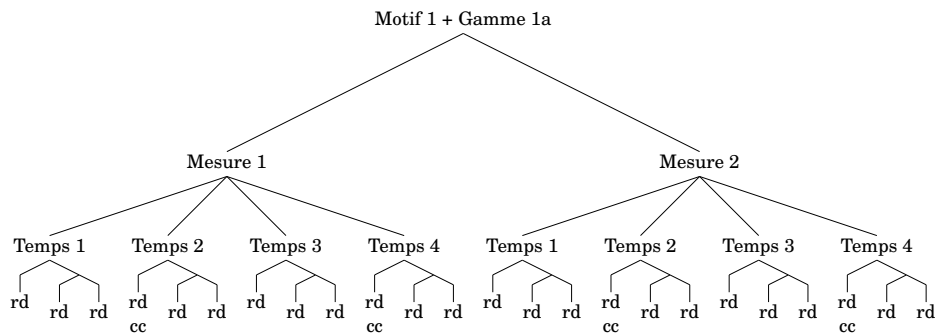 Motif 1 + Gamme 1a
Mesure 1 Mesure 2
Temps 1 Temps 2 Temps 3 Temps 4 Temps 1 Temps 2 Temps 3 Temps 4
rd rd rd rd rd rd rd rd
rd rd rd rd rd rd rd rd rd rd rd rd rd rd rd rd
cc cc cc cc